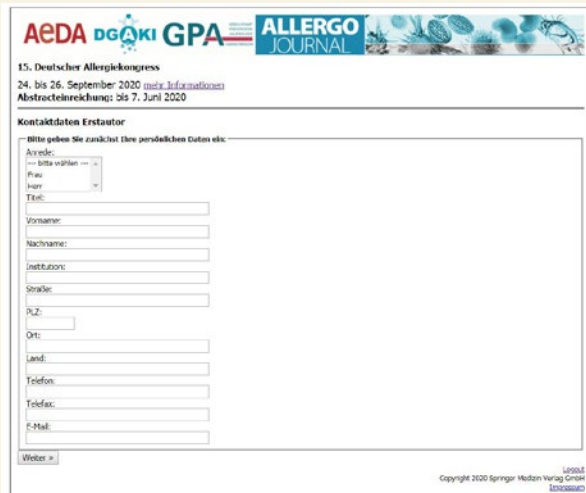 AeDA DGAKI GPA ALLERGO
JOURNAL
15. Deutscher Allergiekongress
24. bis 26. September 2020 mehr Informationen
Abstracteinreichung: bis 7. Juni 2020
Kontaktdaten Erstautor
Bitte geben Sie zunächst Ihre persönlichen Daten ein:
Anrede:
--- bitte wählen ---
Frau
Herr
Titel:
Vorname:
Nachname:
Institution:
Straße:
PLZ:
Ort:
Land:
Telefon:
Telefax:
E-Mail:
Weiter »
Logout
Copyright 2020 Springer Medizin Verlag GmbH
Impressum